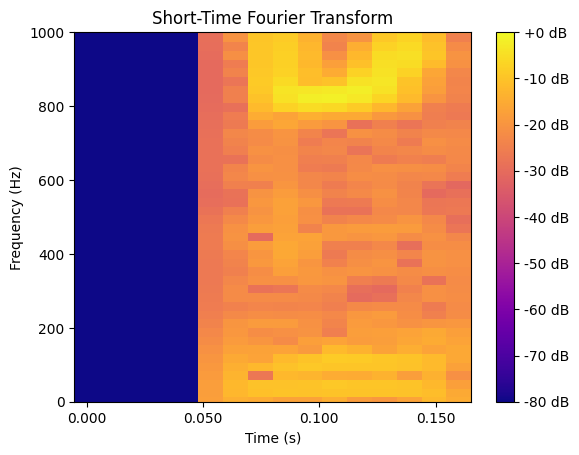 Short-Time Fourier Transform
Frequency (Hz)
1000
800
600
400
200
0
0.000
0.050
0.100
0.150
Time (s)
+0 dB
-10 dB
-20 dB
-30 dB
-40 dB
-50 dB
-60 dB
-70 dB
-80 dB